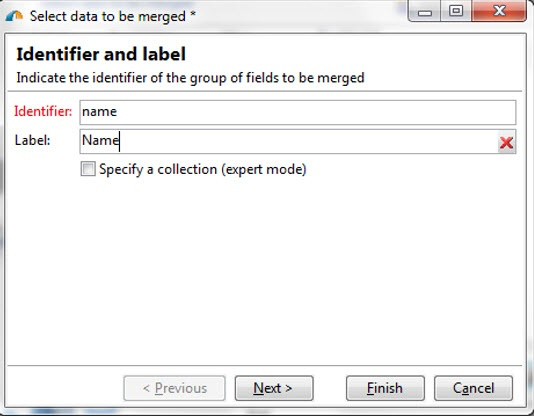 Select data to be merged *
Identifier and label
Indicate the identifier of the group of fields to be merged
Identifier: name
Label: Name
Specify a collection (expert mode)
< Previous Next > Finish Cancel